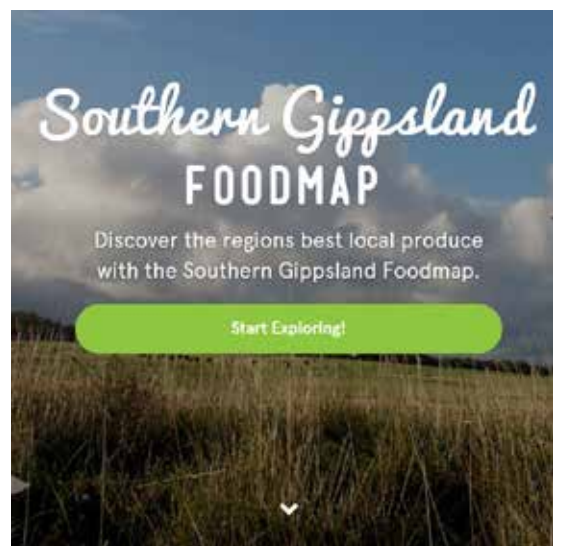 Southern Gippsland
FOODMAP
Discover the regions best local produce
with the Southern Gippsland Foodmap.
Start Exploring!